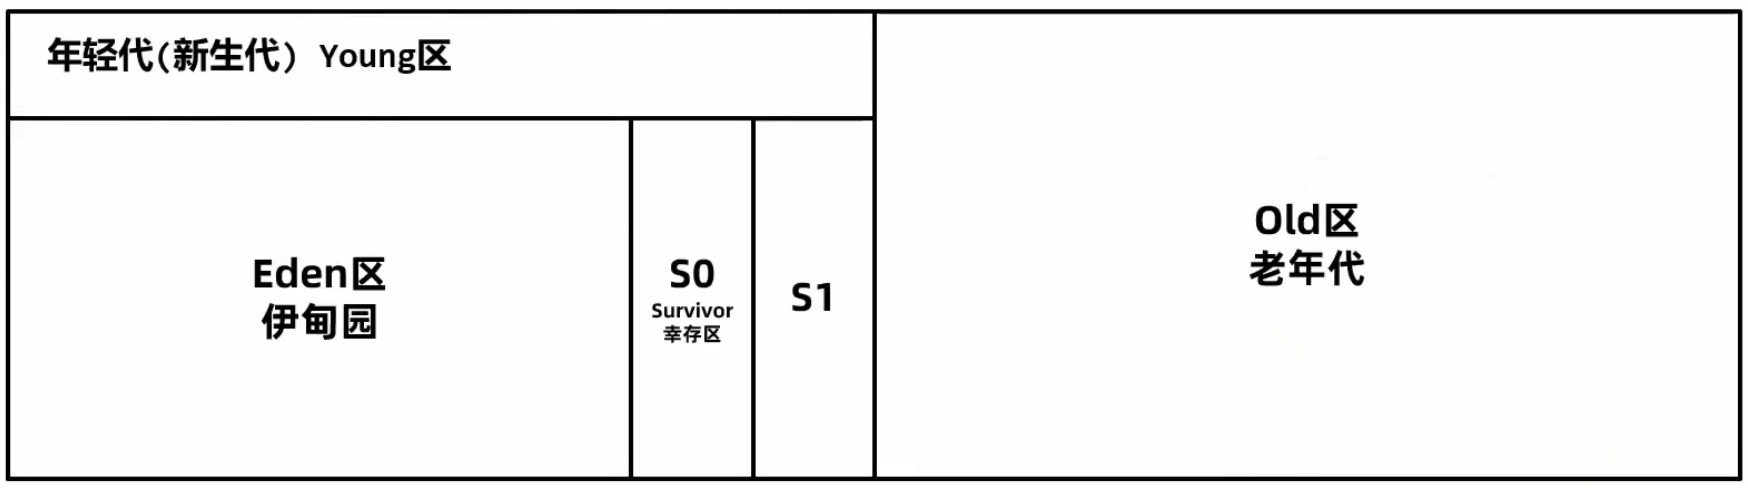 年轻代(新生代) Young区
Eden区
伊甸园
S0
Survivor
幸存区
S1
Old区
老年代